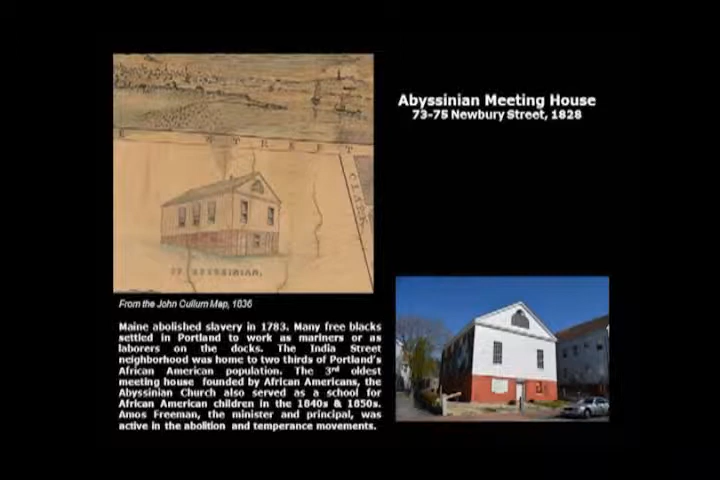 Abyssinian Meeting House
73-75 Newbury Street, 1828
STREET
CLARK
ABYSSINIAN.
From the John Cullum Map, 1836
Maine abolished slavery in 1783. Many free blacks
settled in Portland to work as mariners or as
laborers on the docks. The India Street
neighborhood was home to two thirds of Portland's
African American population. The 3rd oldest
meeting house founded by African Americans, the
Abyssinian Church also served as a school for
African American children in the 1840s & 1850s.
Amos Freeman, the minister and principal, was
active in the abolition and temperance movements.